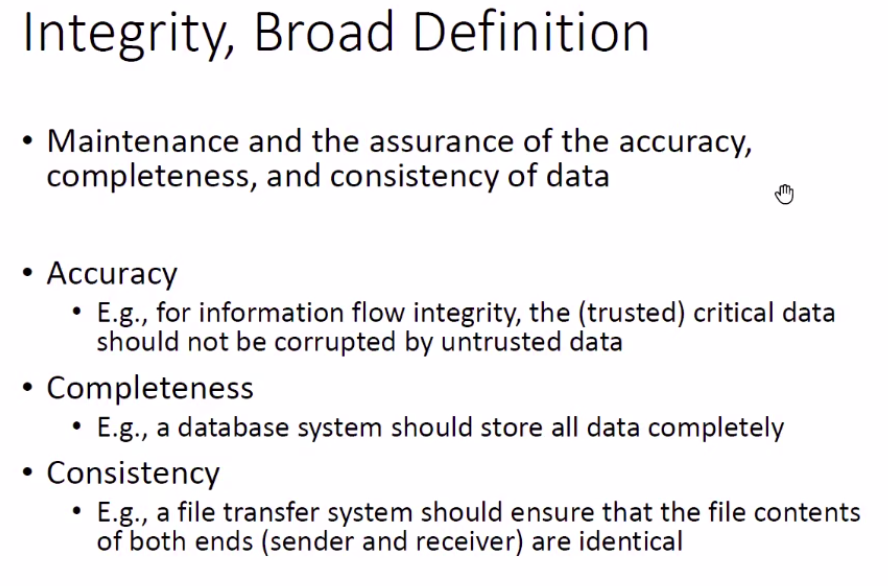 Integrity, Broad Definition
• Maintenance and the assurance of the accuracy,
completeness, and consistency of data
• Accuracy
• E.g., for information flow integrity, the (trusted) critical data
should not be corrupted by untrusted data
• Completeness
• E.g., a database system should store all data completely
• Consistency
• E.g., a file transfer system should ensure that the file contents
of both ends (sender and receiver) are identical